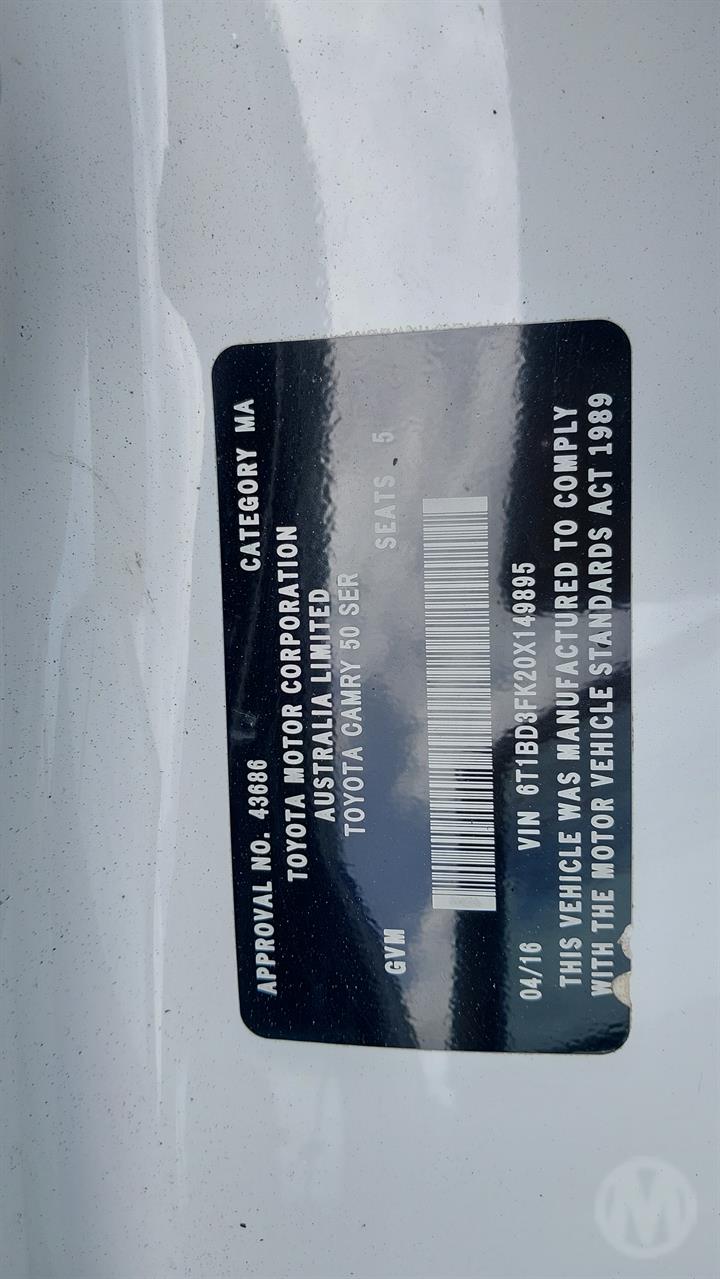 APPROVAL NO. 43686 CATEGORY MA
TOYOTA MOTOR CORPORATION
AUSTRALIA LIMITED
TOYOTA CAMRY 50 SER
GVM SEATS 5
04/16 VIN 6T1BD3FK20X149895
THIS VEHICLE WAS MANUFACTURED TO COMPLY
WITH THE MOTOR VEHICLE STANDARDS ACT 1989
M